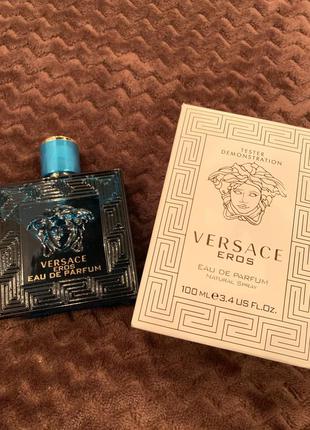 VERSACE
EROS
EAU DE PARFUM
TESTER
DEMONSTRATION
VERSACE
EROS
EAU DE PARFUM
NATURAL SPRAY
100 ML ℮ 3.4 US FL.OZ.